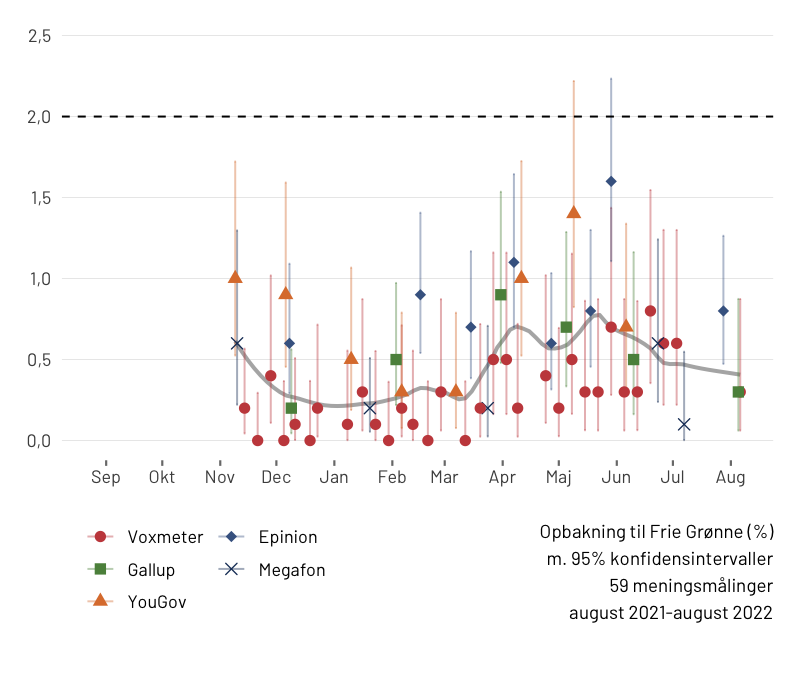 2,5
2,0
1,5
1,0
0,5
0,0
Sep Okt Nov Dec Jan Feb Mar Apr Maj Jun Jul Aug
Voxmeter Epinion
Gallup Megafon
YouGov
Opbakning til Frie Grønne (%)
m. 95% konfidensintervaller
59 meningsmålinger
august 2021-august 2022